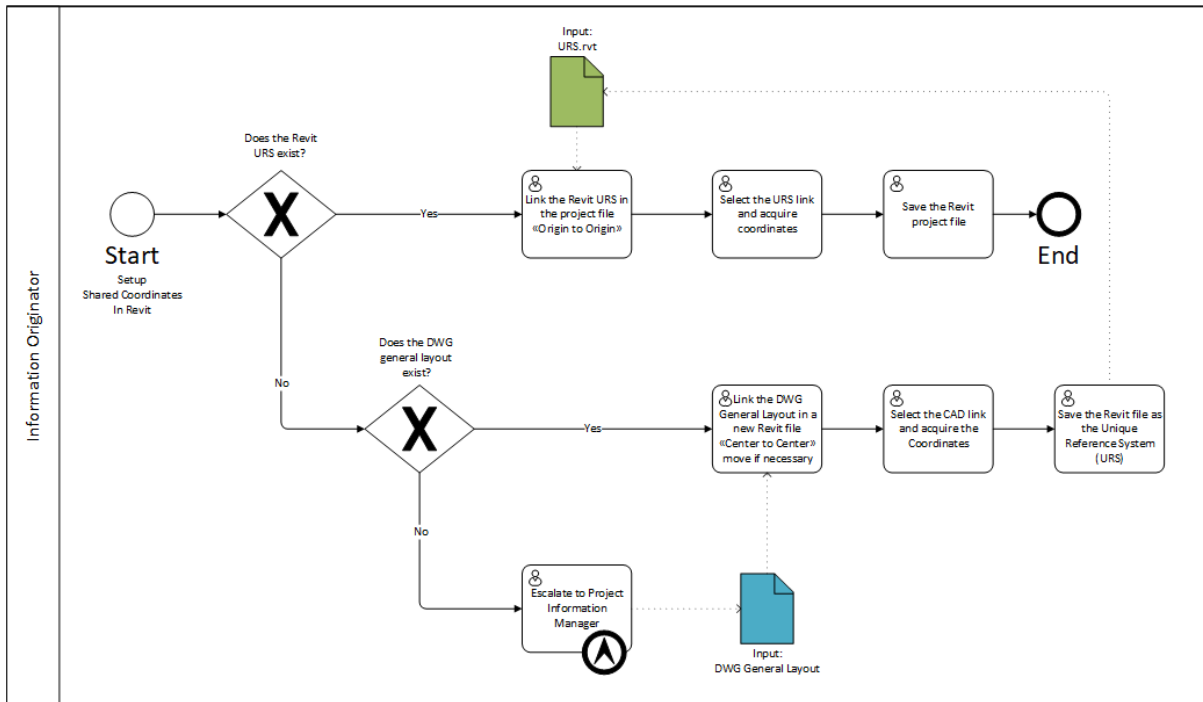 Information Originator
Input:
URS.rvt
Does the Revit
URS exist?
X
Start
Setup
Shared Coordinates
In Revit
Yes
Link the Revit URS in
the project file
«Origin to Origin»
Select the URS link
and acquire
coordinates
Save the Revit
project file
End
No
Does the DWG
general layout
exist?
X
Yes
Link the DWG
General Layout in a
new Revit file
«Center to Center»
move if necessary
Select the CAD link
and acquire the
Coordinates
Save the Revit file as
the Unique
Reference System
(URS)
No
Escalate to Project
Information
Manager
Input:
DWG General Layout